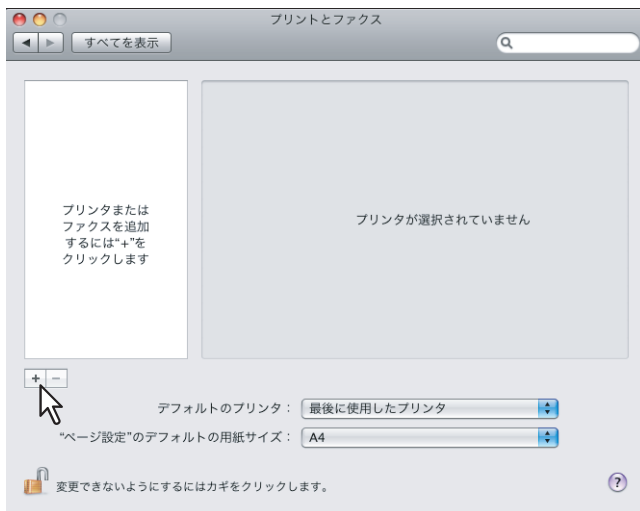 プリントとファクス
すべてを表示
プリンタまたは
ファクスを追加
するには“+”を
クリックします
プリンタが選択されていません
+ −
デフォルトのプリンタ： 最後に使用したプリンタ
“ページ設定”のデフォルトの用紙サイズ： A4
変更できないようにするにはカギをクリックします。
?